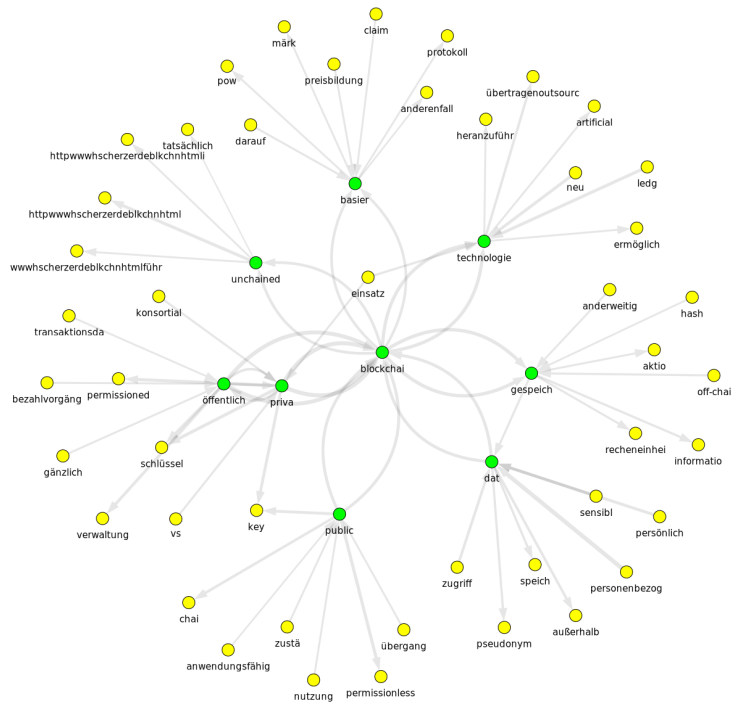 claim
märk
protokoll
preisbildung
pow
anderenfall
übertragenoutsourc
artificial
heranzuführ
darauf
tatsächlich
httpwwwhscherzerdeblkchnhtmli
basier
neu
ledg
httpwwwhscherzerdeblkchnhtml
ermöglich
technologie
wwwhscherzerdeblkchnhtmlführ
unchained
einsatz
konsortial
anderweitig
hash
transaktionsda
blockchai
aktio
bezahlvorgäng
permissioned
öffentlich
priva
gespeich
off-chai
recheneinhei
informatio
gänzlich
schlüssel
dat
sensibl
verwaltung
vs
key
public
persönlich
zugriff
speich
personenbezog
chai
zustä
übergang
pseudonym
außerhalb
anwendungsfähig
nutzung
permissionless